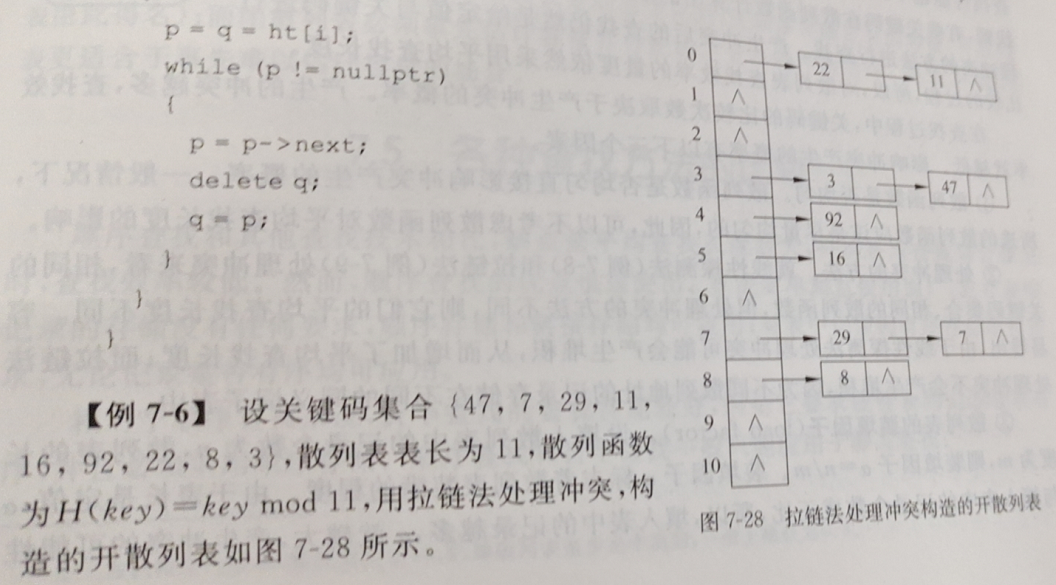 p = q = ht[i];
while (p != nullptr)
{
p = p->next;
delete q;
q = p;
}
}
}
【例 7-6】 设关键码集合 {47, 7, 29, 11,
16, 92, 22, 8, 3},散列表表长为 11,散列函数
为 H(key)=key mod 11,用拉链法处理冲突,构
造的开散列表如图 7-28 所示。
0 22 11 ∧
1 ∧
2 ∧
3 3 47 ∧
4 92 ∧
5 16 ∧
6 ∧
7 29 7 ∧
8 8 ∧
9 ∧
10 ∧
图 7-28 拉链法处理冲突构造的开散列表